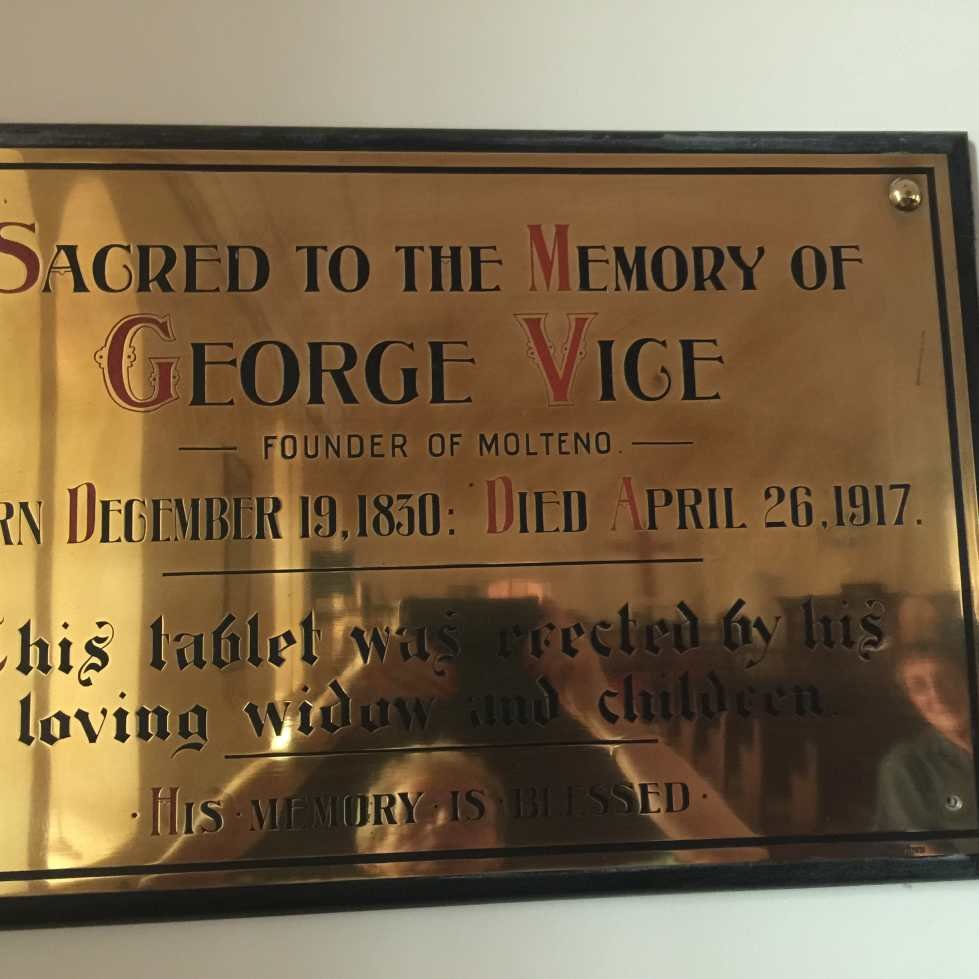 SACRED TO THE MEMORY OF
GEORGE VICE
FOUNDER OF MOLTENO.
RN DECEMBER 19, 1830: DIED APRIL 26, 1917.
This tablet was erected by his
loving widow and children.
· HIS · MEMORY · IS · BLESSED ·